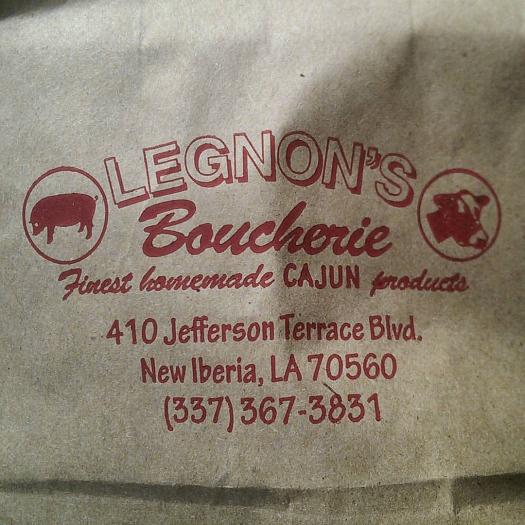 LEGNON'S
Boucherie
Finest homemade CAJUN products
410 Jefferson Terrace Blvd.
New Iberia, LA 70560
(337) 367-3831